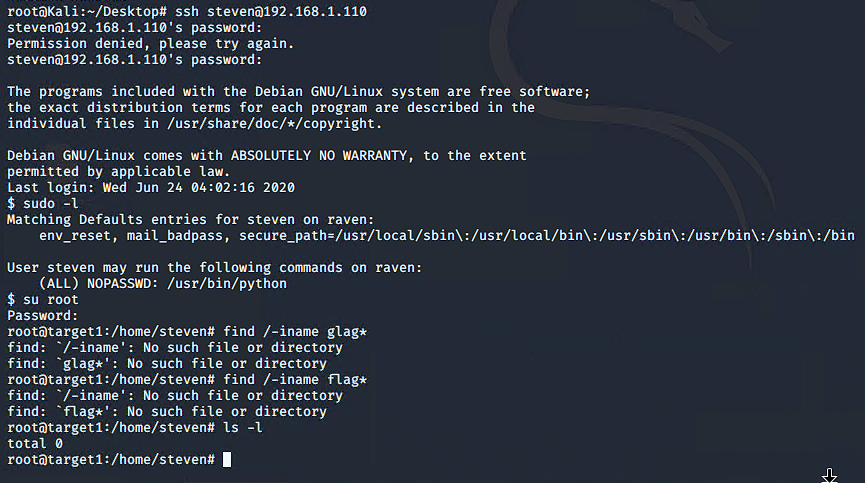 root@Kali:~/Desktop# ssh steven@192.168.1.110
steven@192.168.1.110's password:
Permission denied, please try again.
steven@192.168.1.110's password:
The programs included with the Debian GNU/Linux system are free software;
the exact distribution terms for each program are described in the
individual files in /usr/share/doc/*/copyright.
Debian GNU/Linux comes with ABSOLUTELY NO WARRANTY, to the extent
permitted by applicable law.
Last login: Wed Jun 24 04:02:16 2020
$ sudo -l
Matching Defaults entries for steven on raven:
    env_reset, mail_badpass, secure_path=/usr/local/sbin\:/usr/local/bin\:/usr/sbin\:/usr/bin\:/sbin\:/bin
User steven may run the following commands on raven:
    (ALL) NOPASSWD: /usr/bin/python
$ su root
Password:
root@target1:/home/steven# find /-iname glag*
find: `/-iname': No such file or directory
find: `glag*': No such file or directory
root@target1:/home/steven# find /-iname flag*
find: `/-iname': No such file or directory
find: `flag*': No such file or directory
root@target1:/home/steven# ls -l
total 0
root@target1:/home/steven#